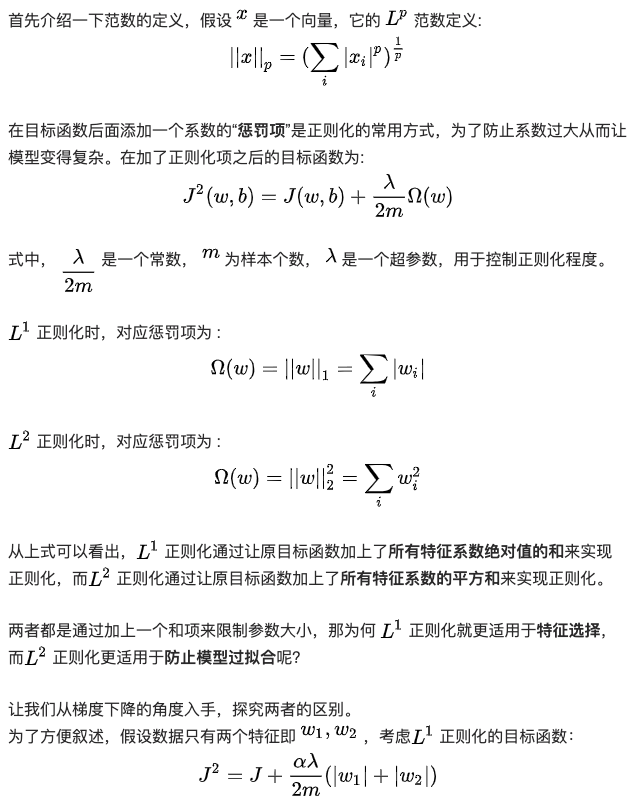 首先介绍一下范数的定义，假设 $x$ 是一个向量，它的 $L^p$ 范数定义:
$$||x||_p = (\sum_i |x_i|^p)^{\frac{1}{p}}$$
在目标函数后面添加一个系数的“惩罚项”是正则化的常用方式，为了防止系数过大从而让
模型变得复杂。在加了正则化项之后的目标函数为:
$$J^2(w,b) = J(w,b) + \frac{\lambda}{2m}\Omega(w)$$
式中， $\frac{\lambda}{2m}$ 是一个常数， $m$ 为样本个数， $\lambda$ 是一个超参数，用于控制正则化程度。
$L^1$ 正则化时，对应惩罚项为：
$$\Omega(w) = ||w||_1 = \sum_i |w_i|$$
$L^2$ 正则化时，对应惩罚项为：
$$\Omega(w) = ||w||_2^2 = \sum_i w_i^2$$
从上式可以看出， $L^1$ 正则化通过让原目标函数加上了所有特征系数绝对值的和来实现
正则化，而$L^2$ 正则化通过让原目标函数加上了所有特征系数的平方和来实现正则化。
两者都是通过加上一个和项来限制参数大小，那为何 $L^1$ 正则化就更适用于特征选择，
而$L^2$ 正则化更适用于防止模型过拟合呢?
让我们从梯度下降的角度入手，探究两者的区别。
为了方便叙述，假设数据只有两个特征即 $w_1, w_2$ ，考虑$L^1$ 正则化的目标函数：
$$J^2 = J + \frac{\alpha\lambda}{2m}(|w_1| + |w_2|)$$